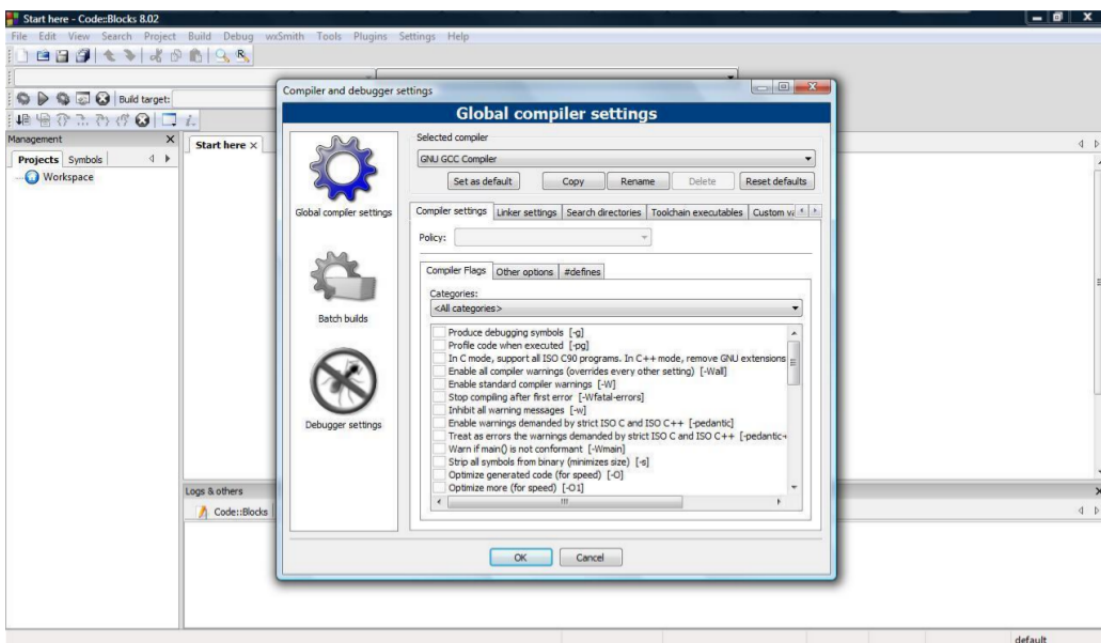 Start here - Code::Blocks 8.02
File Edit View Search Project Build Debug wxSmith Tools Plugins Settings Help
Build target:
Management
Projects Symbols
Workspace
Start here
Compiler and debugger settings
Global compiler settings
Global compiler settings
Batch builds
Debugger settings
Selected compiler
GNU GCC Compiler
Set as default Copy Rename Delete Reset defaults
Compiler settings Linker settings Search directories Toolchain executables Custom
Policy:
Compiler Flags Other options #defines
Categories:
<All categories>
Produce debugging symbols [-g]
Profile code when executed [-pg]
In C mode, support all ISO C90 programs. In C++ mode, remove GNU extensions
Enable all compiler warnings (overrides every other setting) [-Wall]
Enable standard compiler warnings [-W]
Stop compiling after first error [-Wfatal-errors]
Inhibit all warning messages [-w]
Enable warnings demanded by strict ISO C and ISO C++ [-pedantic]
Treat as errors the warnings demanded by strict ISO C and ISO C++ [-pedantic-
Warn if main() is not conformant [-Wmain]
Strip all symbols from binary (minimizes size) [-s]
Optimize generated code (for speed) [-O]
Optimize more (for speed) [-O1]
OK Cancel
Logs & others
Code::Blocks
default